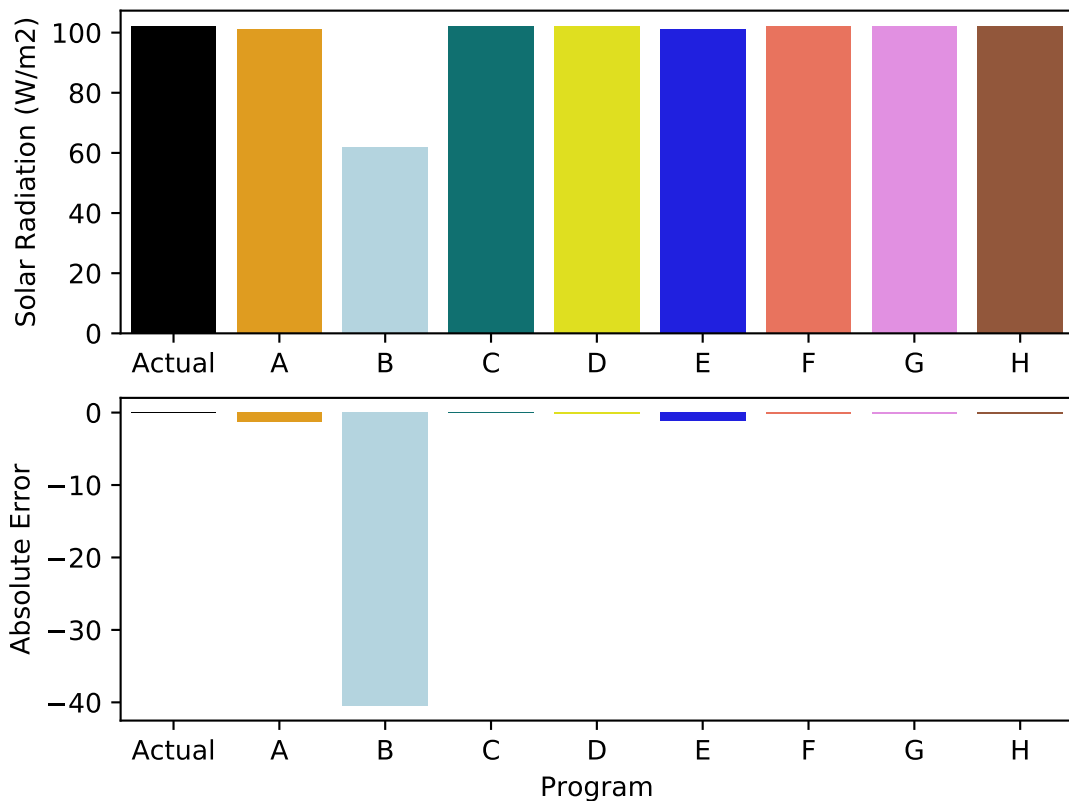 Solar Radiation (W/m2)
100
80
60
40
20
0
Actual A B C D E F G H
Absolute Error
0
−10
−20
−30
−40
Actual A B C D E F G H
Program